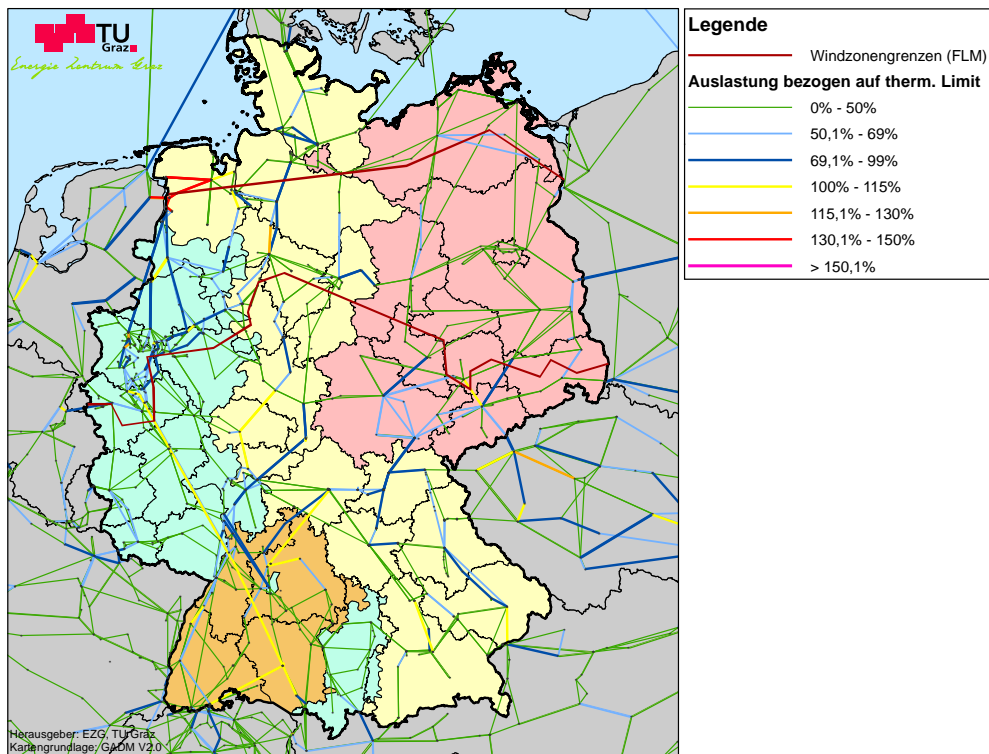 TU
Graz
Energie Zentrum Graz
Herausgeber: EZG, TU Graz
Kartengrundlage: GADM V2.0
Legende
Windzonengrenzen (FLM)
Auslastung bezogen auf therm. Limit
0% - 50%
50,1% - 69%
69,1% - 99%
100% - 115%
115,1% - 130%
130,1% - 150%
> 150,1%